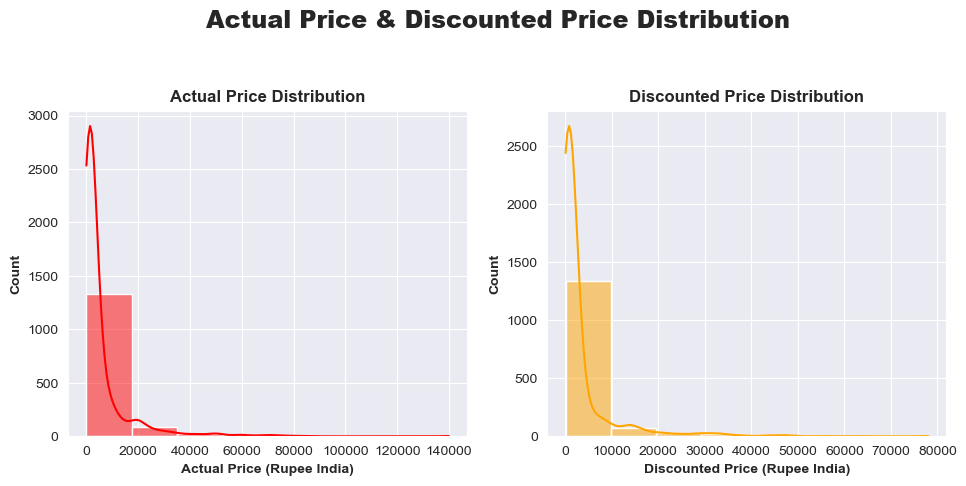 Actual Price & Discounted Price Distribution
Actual Price Distribution
3000
2500
2000
1500
1000
500
0
Count
0 20000 40000 60000 80000 100000 120000 140000
Actual Price (Rupee India)
Discounted Price Distribution
2500
2000
1500
1000
500
0
Count
0 10000 20000 30000 40000 50000 60000 70000 80000
Discounted Price (Rupee India)